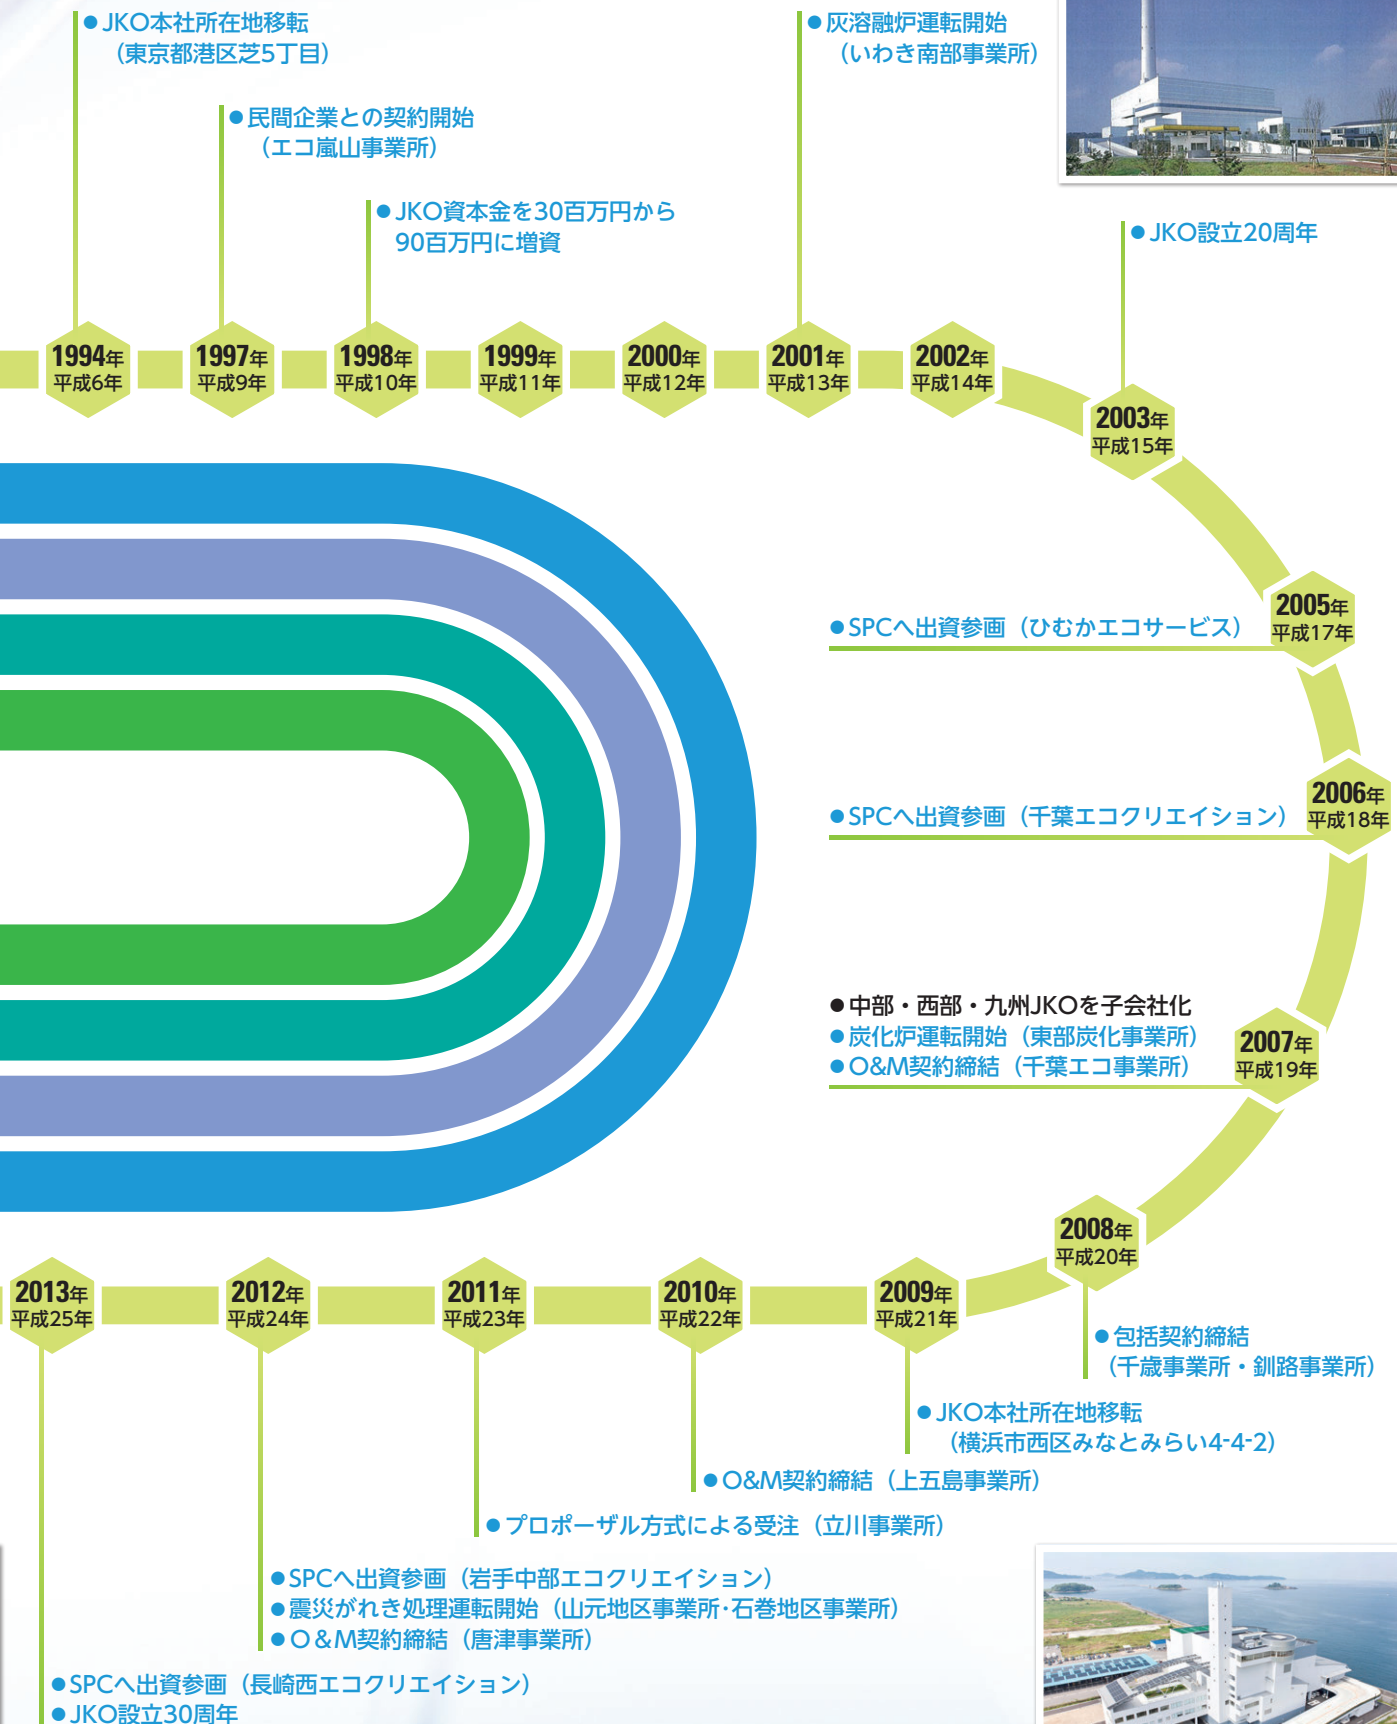 ●JKO本社所在地移転
（東京都港区芝5丁目）
●灰溶融炉運転開始
（いわき南部事業所）
●民間企業との契約開始
（エコ嵐山事業所）
●JKO資本金を30百万円から
90百万円に増資
●JKO設立20周年
1994年
平成6年
1997年
平成9年
1998年
平成10年
1999年
平成11年
2000年
平成12年
2001年
平成13年
2002年
平成14年
2003年
平成15年
2005年
平成17年
●SPCへ出資参画（ひむかエコサービス）
2006年
平成18年
●SPCへ出資参画（千葉エコクリエイション）
●中部・西部・九州JKOを子会社化
●炭化炉運転開始（東部炭化事業所）
●O&M契約締結（千葉エコ事業所）
2007年
平成19年
2008年
平成20年
2013年
平成25年
2012年
平成24年
2011年
平成23年
2010年
平成22年
2009年
平成21年
●包括契約締結
（千歳事業所・釧路事業所）
●JKO本社所在地移転
（横浜市西区みなとみらい4-4-2）
●O&M契約締結（上五島事業所）
●プロポーザル方式による受注（立川事業所）
●SPCへ出資参画（岩手中部エコクリエイション）
●震災がれき処理運転開始（山元地区事業所･石巻地区事業所）
●O＆M契約締結（唐津事業所）
●SPCへ出資参画（長崎西エコクリエイション）
●JKO設立30周年